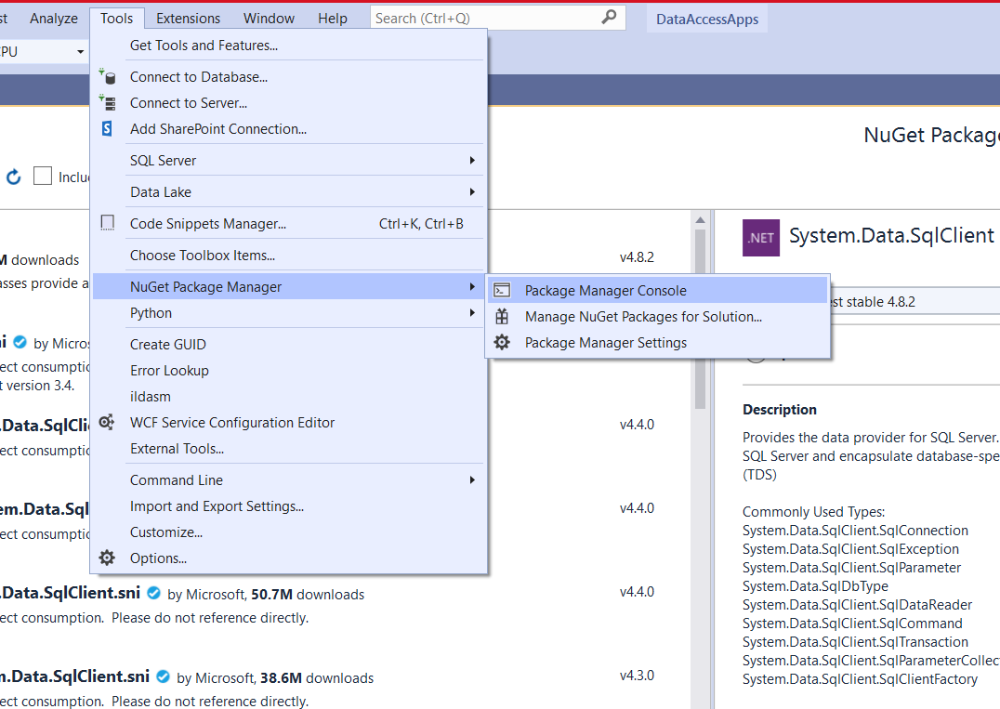 Analyze Tools Extensions Window Help Search (Ctrl+Q) DataAccessApps
Get Tools and Features...
Connect to Database...
Connect to Server...
Add SharePoint Connection...
SQL Server
Data Lake
Code Snippets Manager... Ctrl+K, Ctrl+B
Choose Toolbox Items...
NuGet Package Manager
Python
Create GUID
Error Lookup
ildasm
WCF Service Configuration Editor
External Tools...
Command Line
Import and Export Settings...
Customize...
Options...
Package Manager Console
Manage NuGet Packages for Solution...
Package Manager Settings
PU
Inclu
M downloads
asses provide a
v4.8.2
i by Micros
ect consumptio
t version 3.4.
.Data.SqlCli
ect consumptio
v4.4.0
em.Data.Sql
ect consumptio
v4.4.0
.Data.SqlClient.sni by Microsoft, 50.7M downloads
v4.4.0
ect consumption. Please do not reference directly.
m.Data.SqlClient.sni by Microsoft, 38.6M downloads
v4.3.0
ect consumption. Please do not reference directly.
NuGet Package
.NET System.Data.SqlClient
est stable 4.8.2
Description
Provides the data provider for SQL Server.
SQL Server and encapsulate database-spe
(TDS)
Commonly Used Types:
System.Data.SqlClient.SqlConnection
System.Data.SqlClient.SqlException
System.Data.SqlClient.SqlParameter
System.Data.SqlDbType
System.Data.SqlClient.SqlDataReader
System.Data.SqlClient.SqlCommand
System.Data.SqlClient.SqlTransaction
System.Data.SqlClient.SqlParameterCollec
System.Data.SqlClient.SqlClientFactory